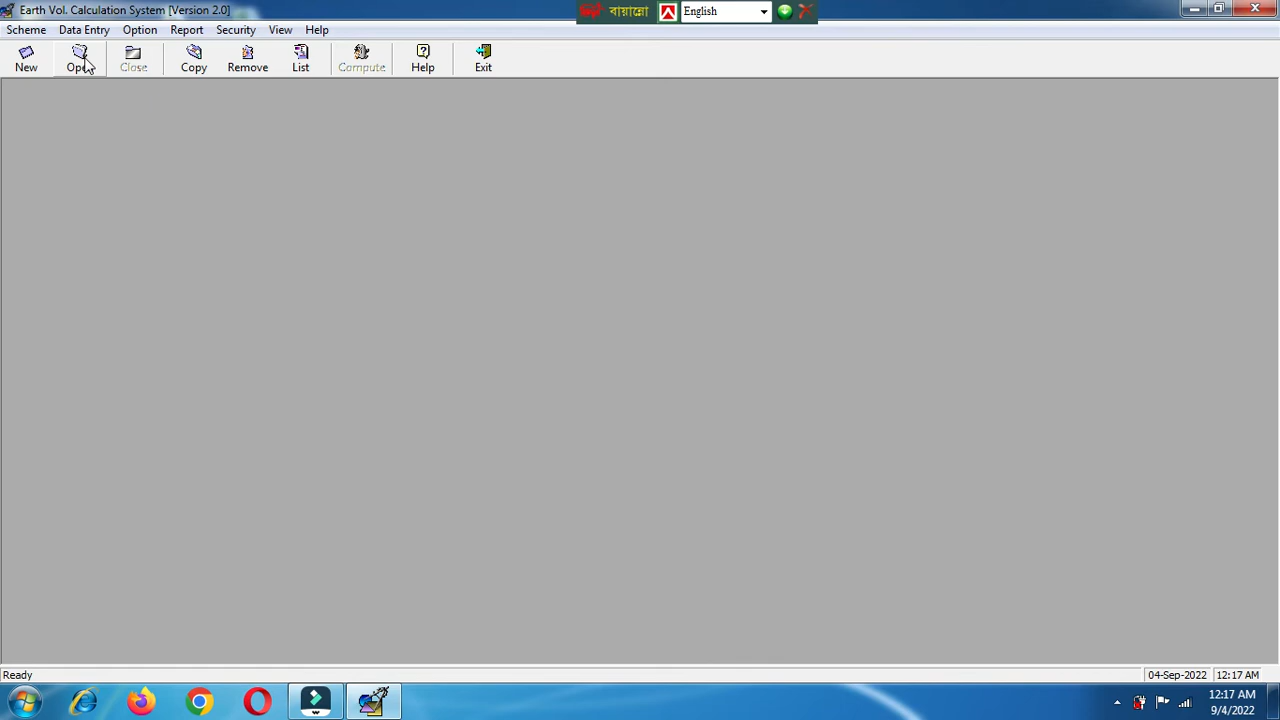 Earth Vol. Calculation System [Version 2.0]
বায়ান্নো
English
Scheme Data Entry Option Report Security View Help
New Open Close Copy Remove List Compute Help Exit
Ready
04-Sep-2022 12:17 AM
12:17 AM
9/4/2022